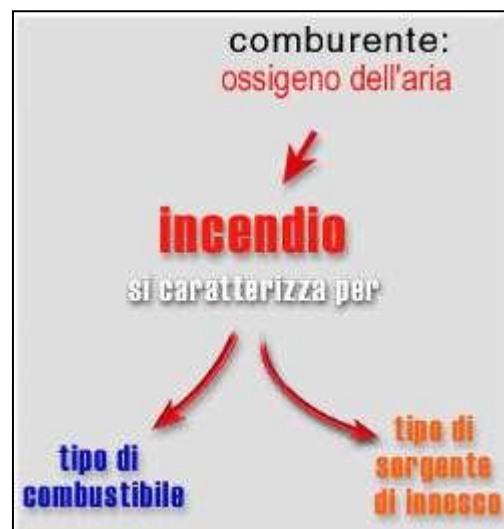 comburente:
ossigeno dell'aria
incendio
si caratterizza per
tipo di
combustibile
tipo di
sorgente
di innesco